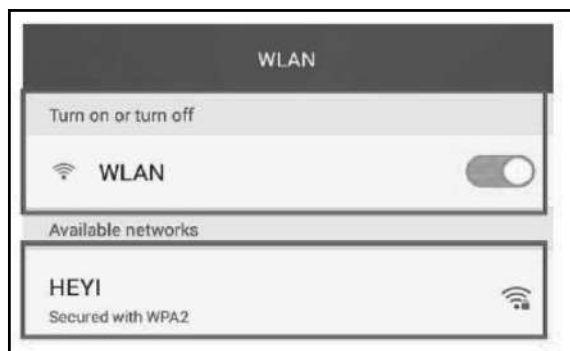 WLAN
Turn on or turn off
WLAN
Available networks
HEYI
Secured with WPA2